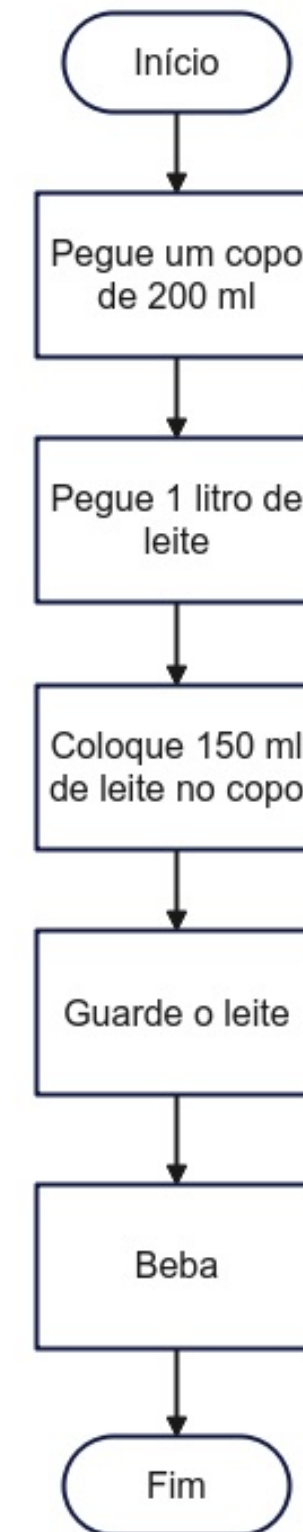 Início
Pegue um copo
de 200 ml
Pegue 1 litro de
leite
Coloque 150 ml
de leite no copo
Guarde o leite
Beba
Fim